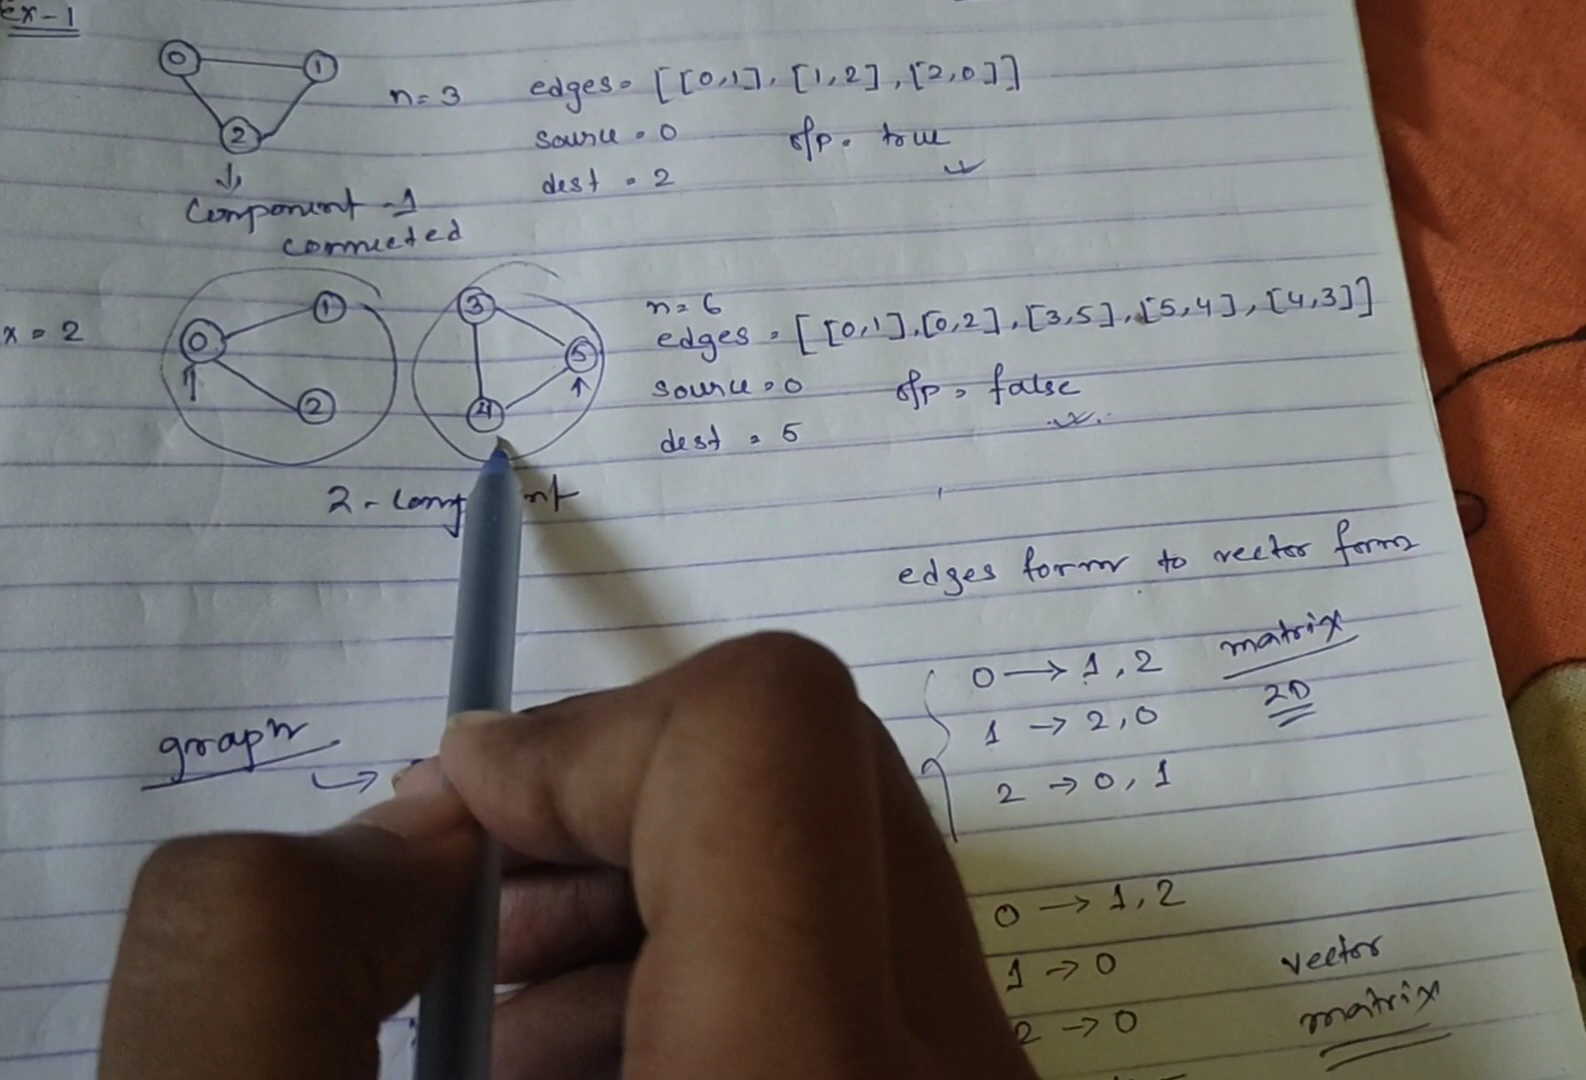 Ex-1
0 1 n=3 edges= [[0,1], [1,2], [2,0]]
2 source = 0 o/p = true
dest = 2
Component -1
connected
x = 2 0 1 2 3 5 4 n=6
edges = [[0,1],[0,2],[3,5],[5,4],[4,3]]
source = 0 o/p = false
dest = 5
2 -
edges form to vector form
0 → 1,2 matrix
1 → 2,0 2D
2 → 0,1
graph
0 → 1,2
1 → 0 vector
2 → 0 matrix